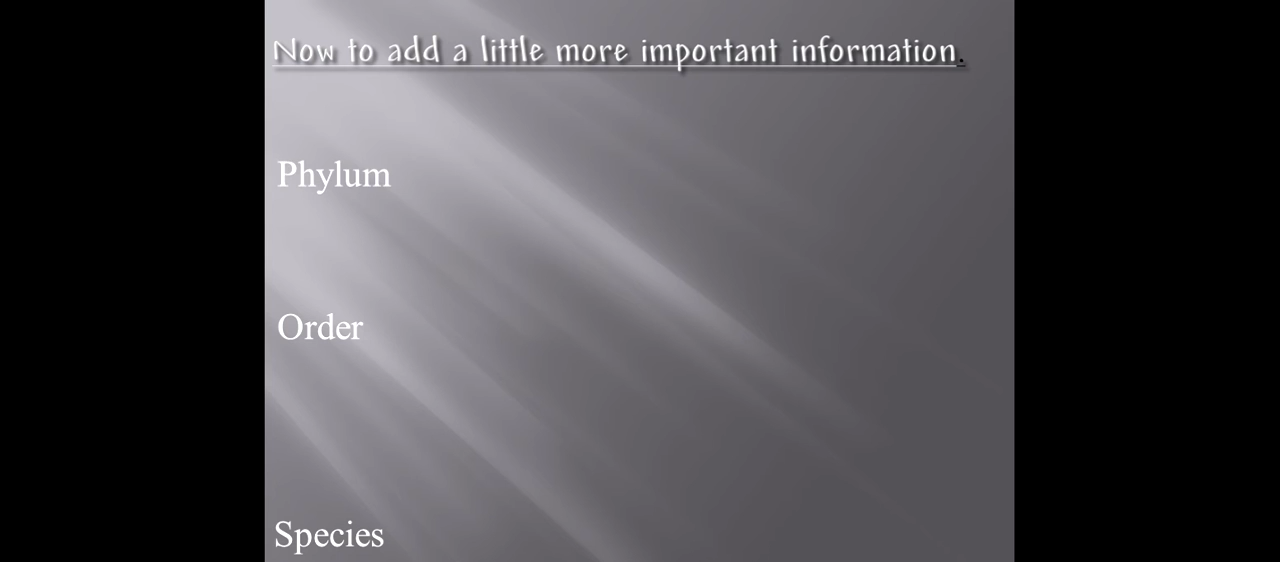 Now to add a little more important information.
Phylum
Order
Species